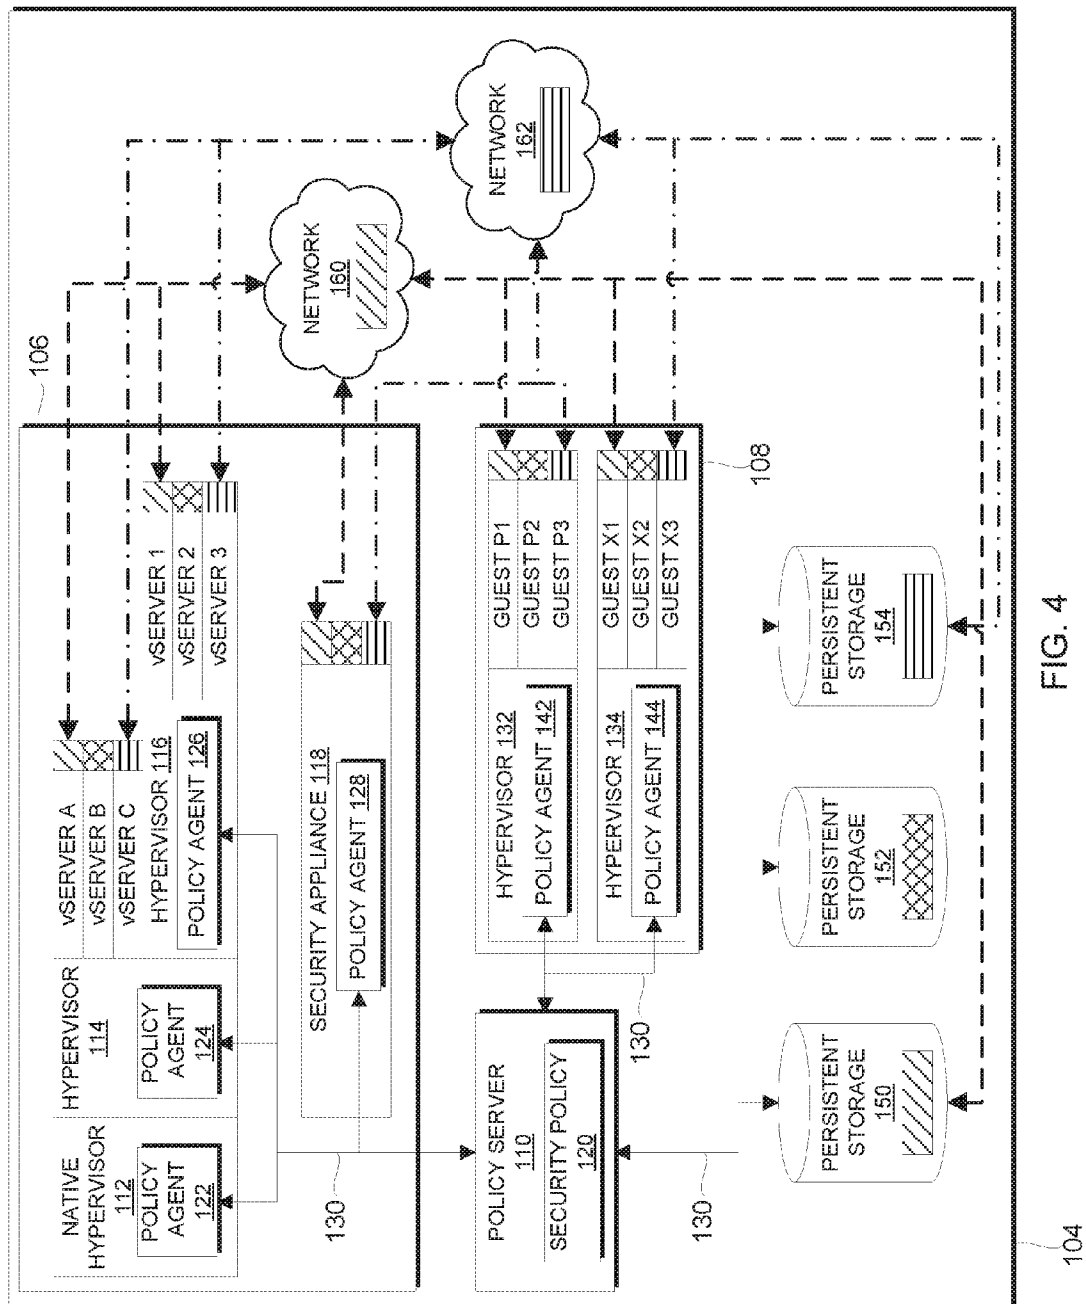 106
NATIVE
HYPERVISOR
112
POLICY
AGENT
122
HYPERVISOR
114
POLICY
AGENT
124
vSERVER A
vSERVER B
vSERVER C
HYPERVISOR 116
POLICY AGENT 126
vSERVER 1
vSERVER 2
vSERVER 3
SECURITY APPLIANCE 118
POLICY AGENT 128
130
NETWORK
160
NETWORK
162
POLICY SERVER
110
SECURITY POLICY
120
HYPERVISOR 132
POLICY AGENT 142
GUEST P1
GUEST P2
GUEST P3
HYPERVISOR 134
POLICY AGENT 144
GUEST X1
GUEST X2
GUEST X3
108
130
130
PERSISTENT
STORAGE
150
PERSISTENT
STORAGE
152
PERSISTENT
STORAGE
154
104
FIG. 4